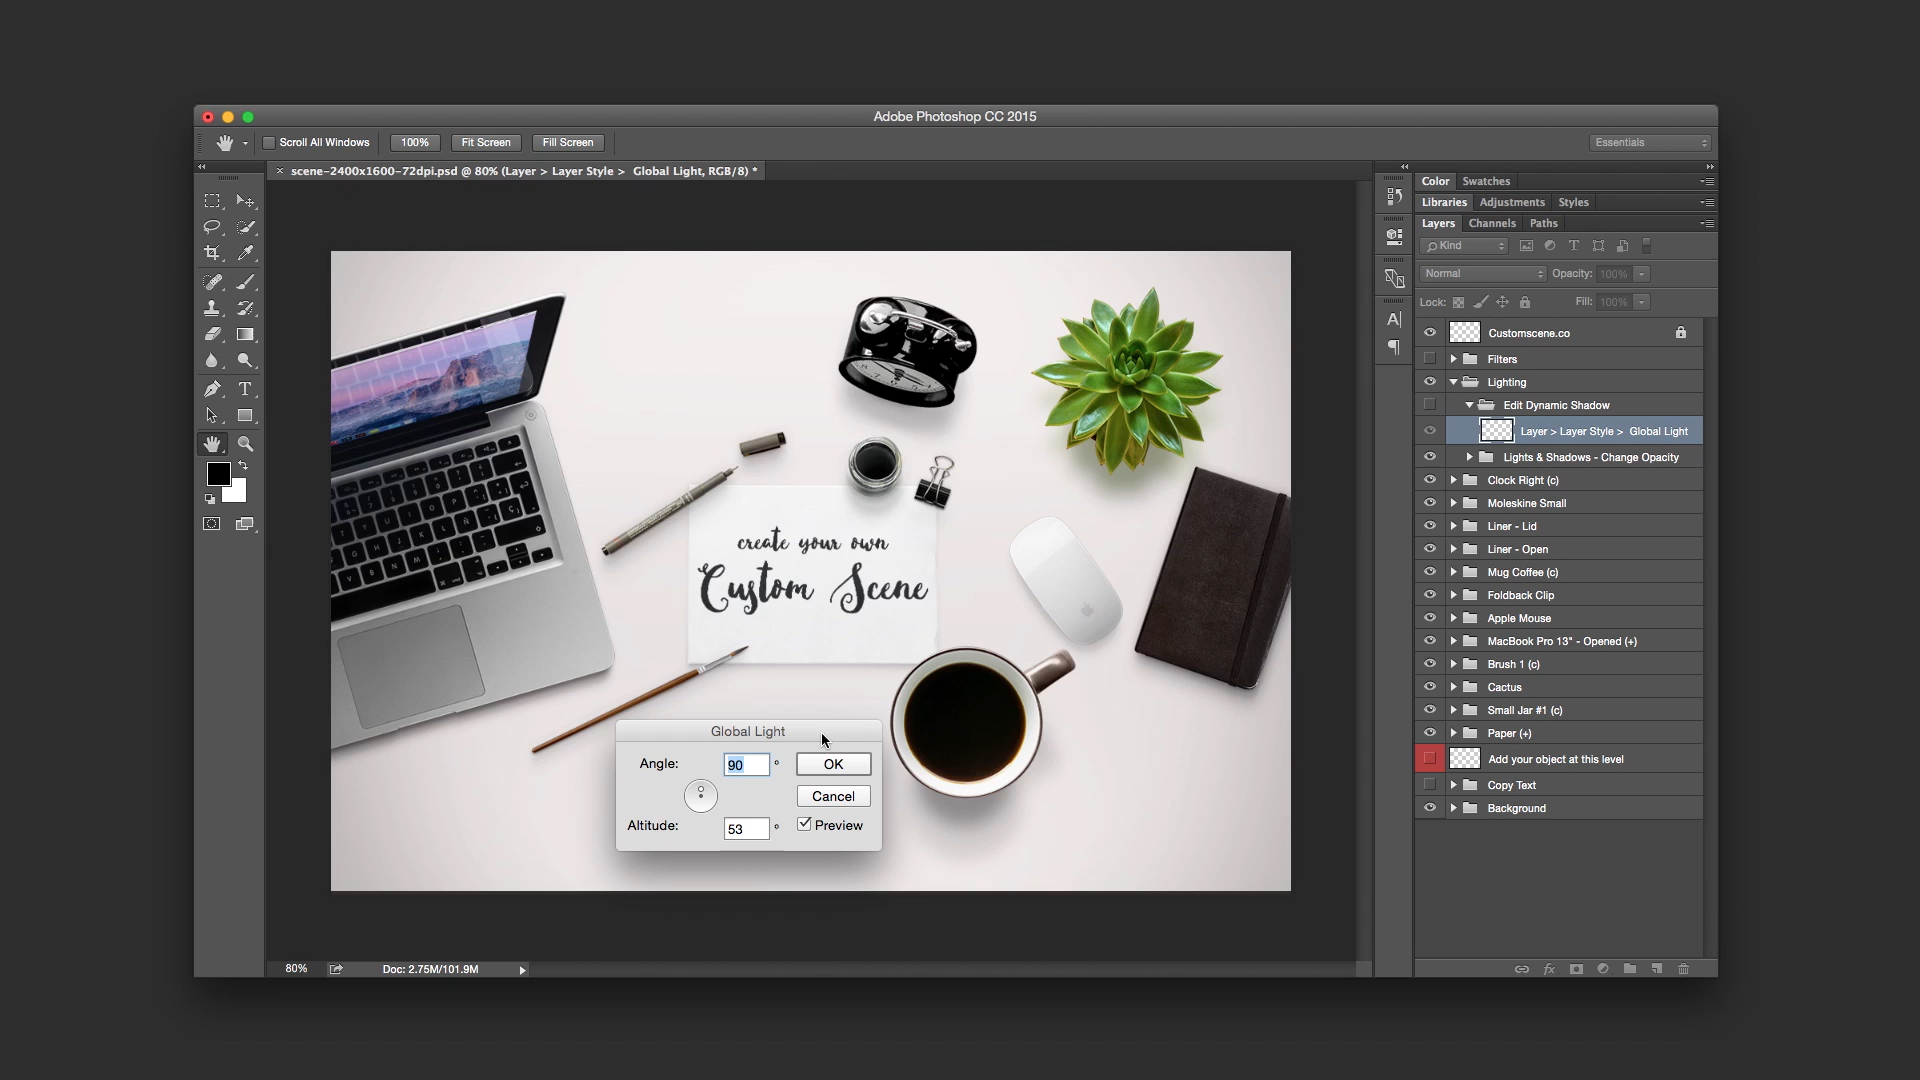 Adobe Photoshop CC 2015
Scroll All Windows
100%
Fit Screen
Fill Screen
Essentials
scene-2400x1600-72dpi.psd @ 80% (Layer > Layer Style > Global Light, RGB/8) *
Color
Swatches
Libraries
Adjustments
Styles
Layers
Channels
Paths
Kind
Normal
Opacity:
100%
Lock:
Fill:
100%
Customscene.co
Filters
Lighting
Edit Dynamic Shadow
Layer > Layer Style > Global Light
Lights & Shadows - Change Opacity
Clock Right (c)
Moleskine Small
Liner - Lid
Liner - Open
Mug Coffee (c)
Foldback Clip
Apple Mouse
MacBook Pro 13" - Opened (+)
Brush 1 (c)
Cactus
Small Jar #1 (c)
Paper (+)
Add your object at this level
Copy Text
Background
create your own
Custom Scene
Global Light
Angle:
90
°
OK
Cancel
Altitude:
53
°
Preview
80%
Doc: 2.75M/101.9M